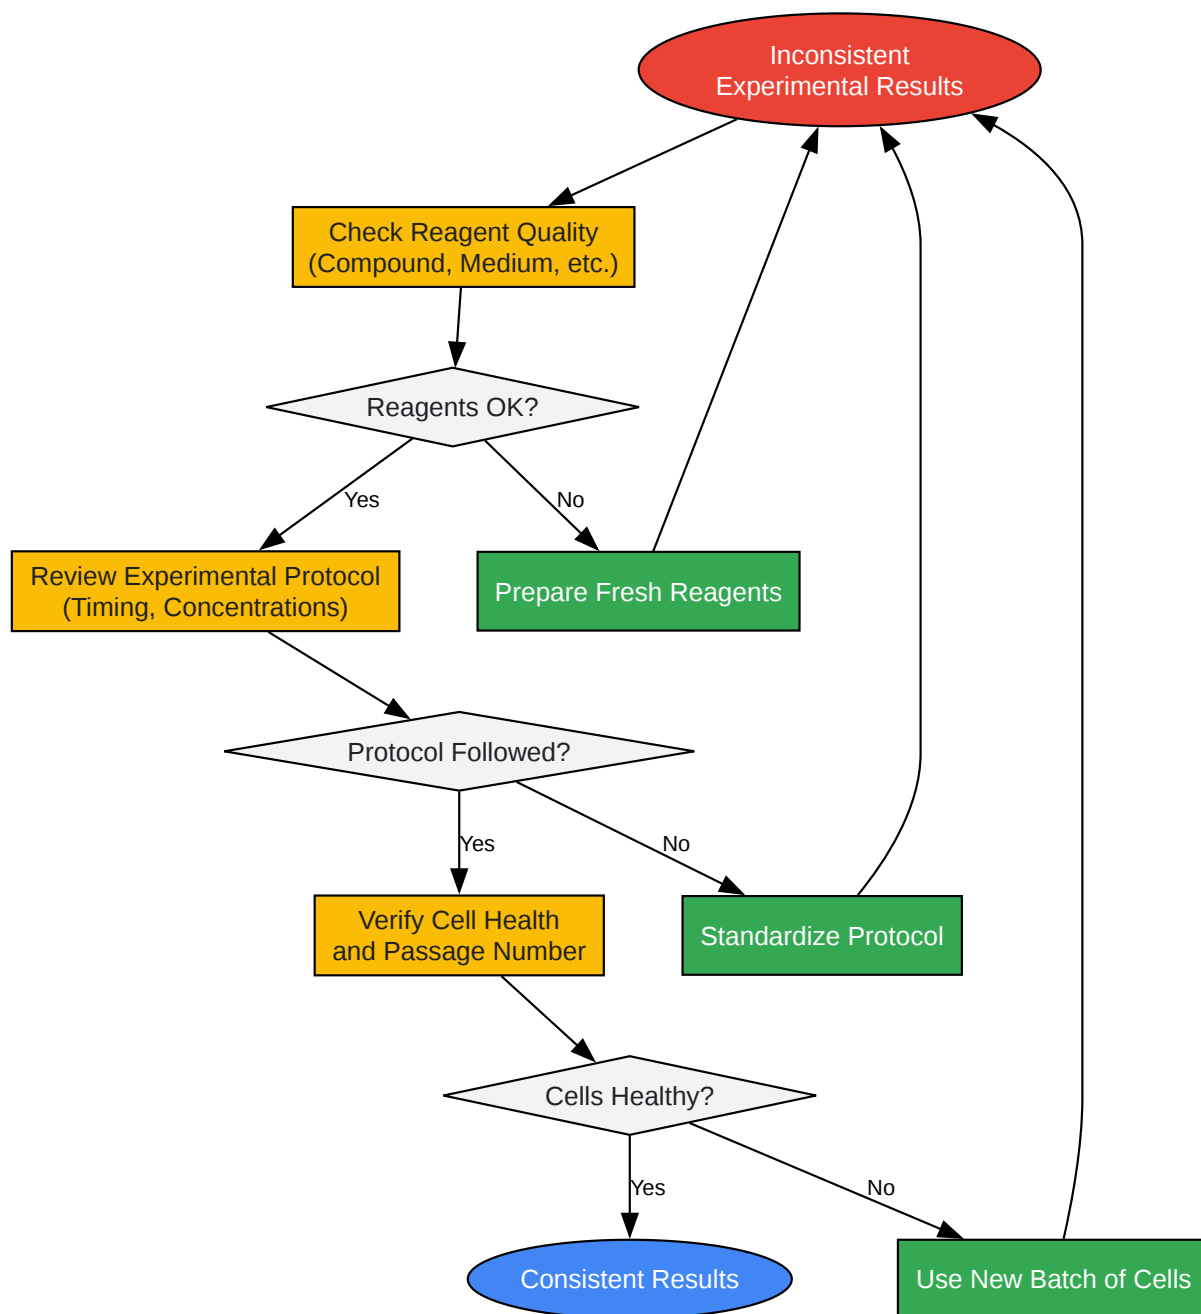 Inconsistent
Experimental Results
Check Reagent Quality
(Compound, Medium, etc.)
Reagents OK?
Yes
No
Review Experimental Protocol
(Timing, Concentrations)
Prepare Fresh Reagents
Protocol Followed?
Yes
No
Verify Cell Health
and Passage Number
Standardize Protocol
Cells Healthy?
Yes
No
Consistent Results
Use New Batch of Cells